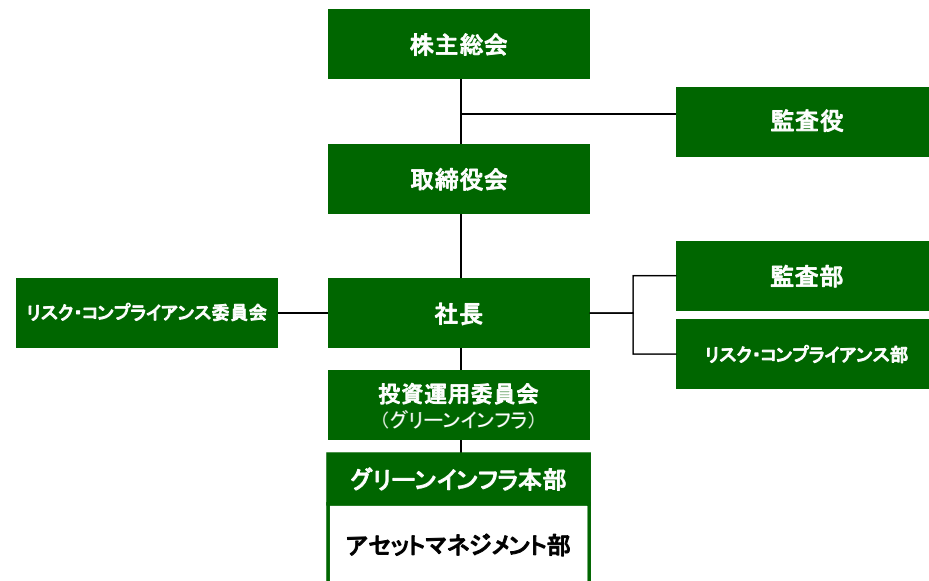 株主総会
監査役
取締役会
監査部
リスク・コンプライアンス委員会
社長
リスク・コンプライアンス部
投資運用委員会
（グリーンインフラ）
グリーンインフラ本部
アセットマネジメント部